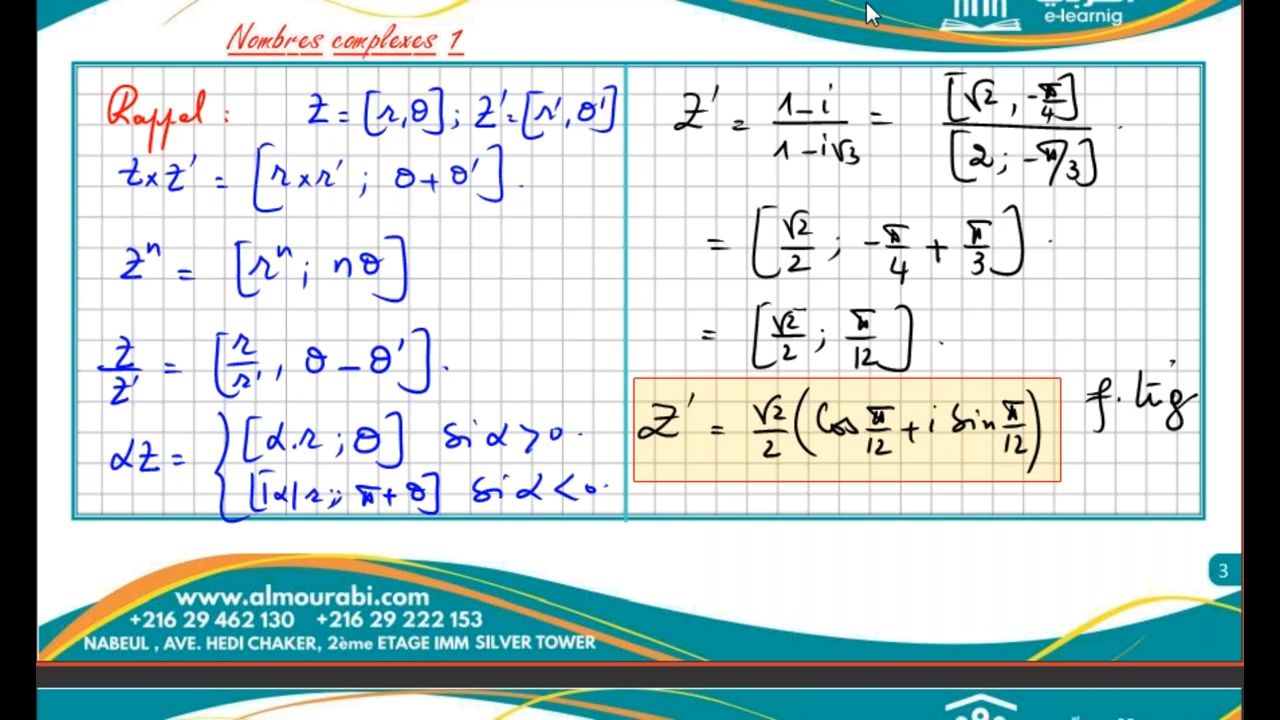 e-learnig
Nombres complexes 1
Rappel : Z = [r, θ] ; Z' = [r', θ']
Z × Z' = [r × r' ; θ + θ'].
Z^n = [r^n ; nθ]
Z/Z' = [r/r', θ - θ'].
αZ = { [α.r ; θ] si α > 0.
[|α| r ; π + θ] si α < 0.
Z' = (1 - i)/(1 - i√3) = [√2, -π/4]/[2 ; -π/3]
= [√2/2 ; -π/4 + π/3].
= [√2/2 ; π/12].
Z' = √2/2 (Cos π/12 + i sin π/12) f. trig
3
www.almourabi.com
+216 29 462 130 +216 29 222 153
NABEUL , AVE. HEDI CHAKER, 2ème ETAGE IMM SILVER TOWER